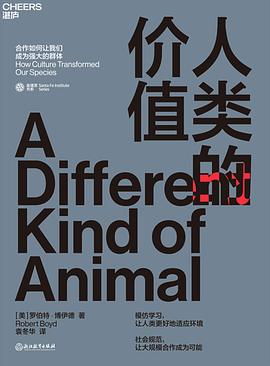 CHEERS
湛庐
合作如何让我们
成为强大的群体
How Culture Transformed
Our Species
Santa Fe Institute
Series
人类的
价值
A
Different
Kind of
Animal
[美] 罗伯特·博伊德 著
Robert Boyd
袁冬华 译
模仿学习，
让人类更好地适应环境
社会规范，
让大规模合作成为可能
浙江教育出版社